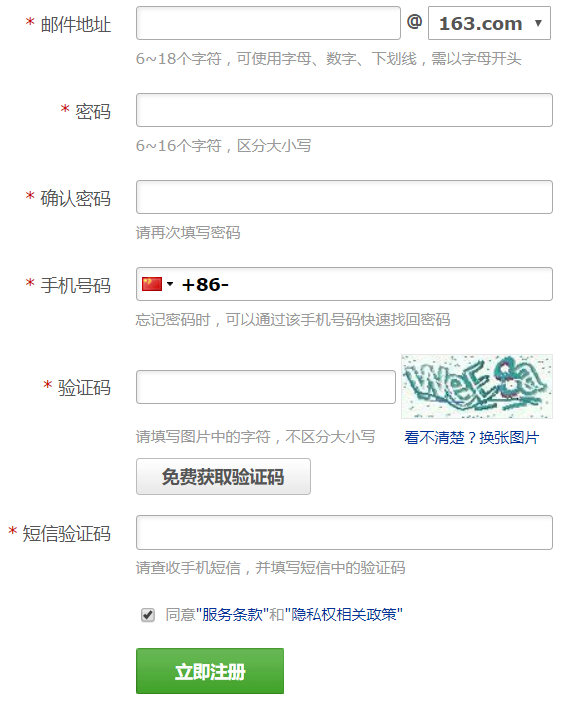 * 邮件地址 @ 163.com ▼
6~18个字符，可使用字母、数字、下划线，需以字母开头
* 密码
6~16个字符，区分大小写
* 确认密码
请再次填写密码
* 手机号码 +86-
忘记密码时，可以通过该手机号码快速找回密码
* 验证码
请填写图片中的字符，不区分大小写 看不清楚？换张图片
免费获取验证码
* 短信验证码
请查收手机短信，并填写短信中的验证码
同意"服务条款"和"隐私权相关政策"
立即注册